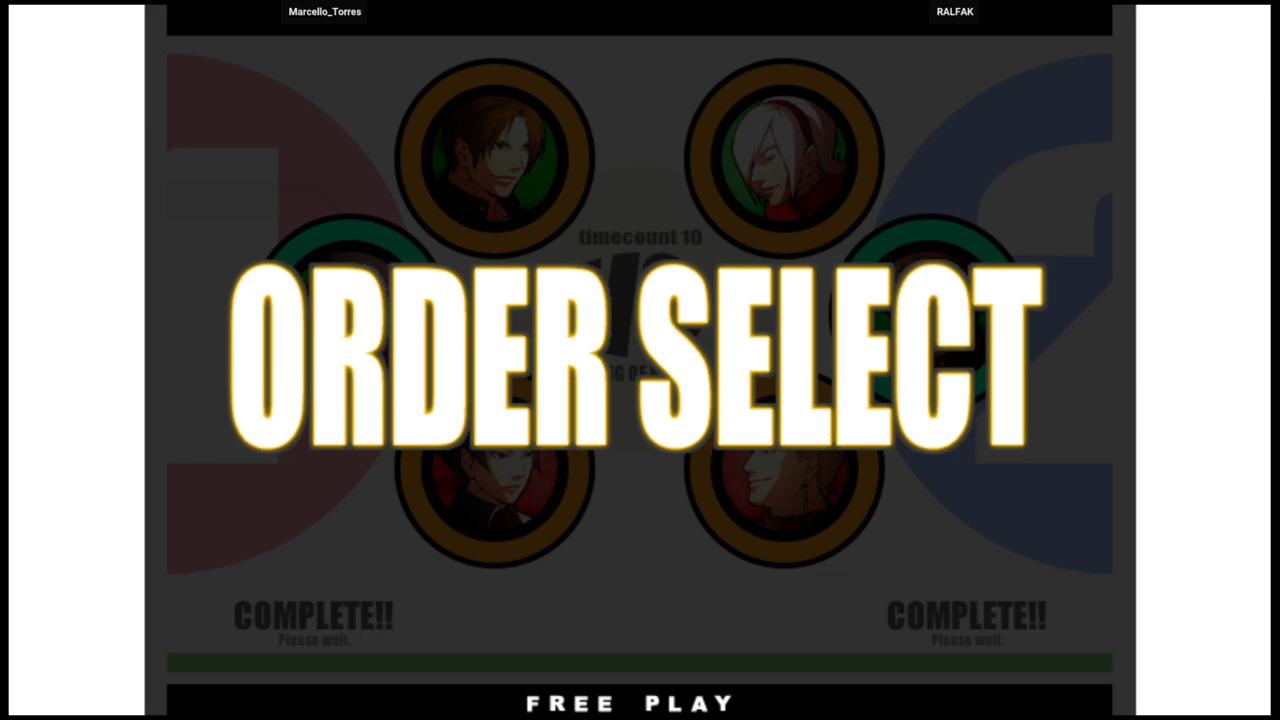 Marcello_Torres
RALFAK
timecount 10
ORDER SELECT
COMPLETE!!
Please wait.
COMPLETE!!
Please wait.
FREE PLAY